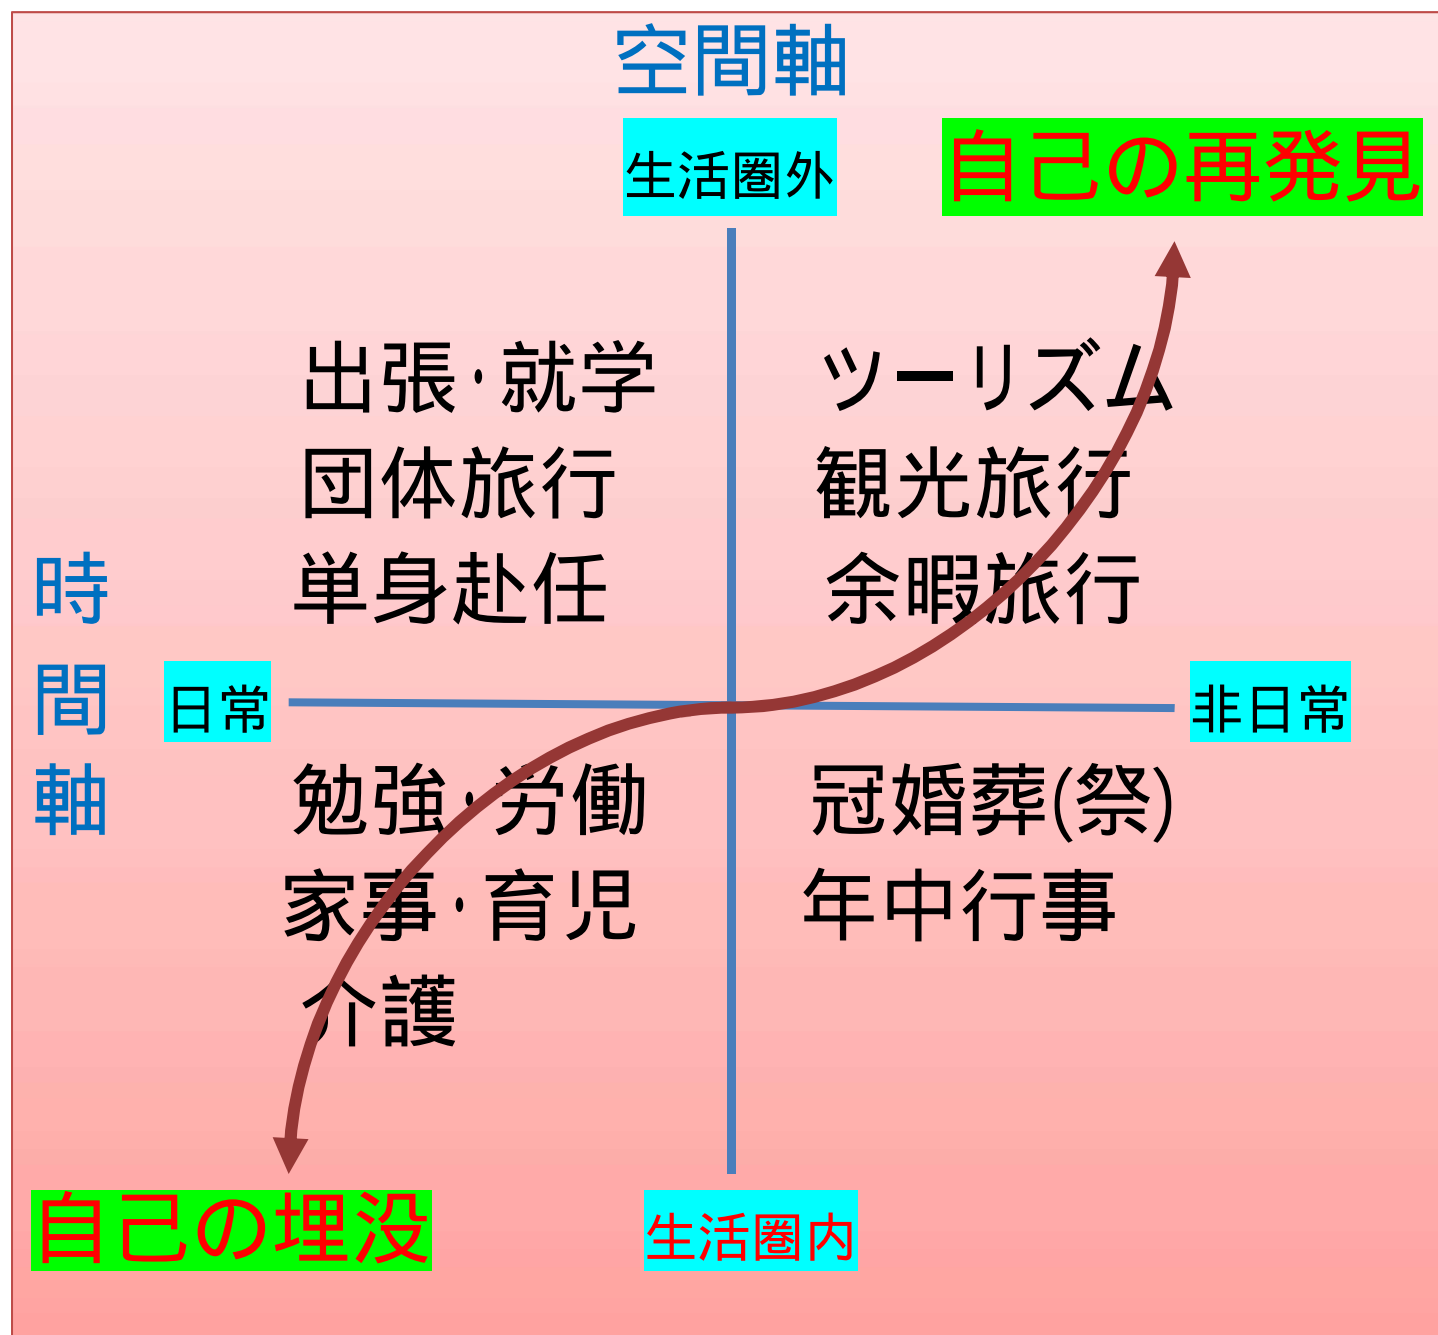 空間軸
生活圏外
自己の再発見
出張・就学
団体旅行
単身赴任
ツーリズム
観光旅行
余暇旅行
時間軸
日常
非日常
勉強・労働
家事・育児
介護
冠婚葬(祭)
年中行事
自己の埋没
生活圏内